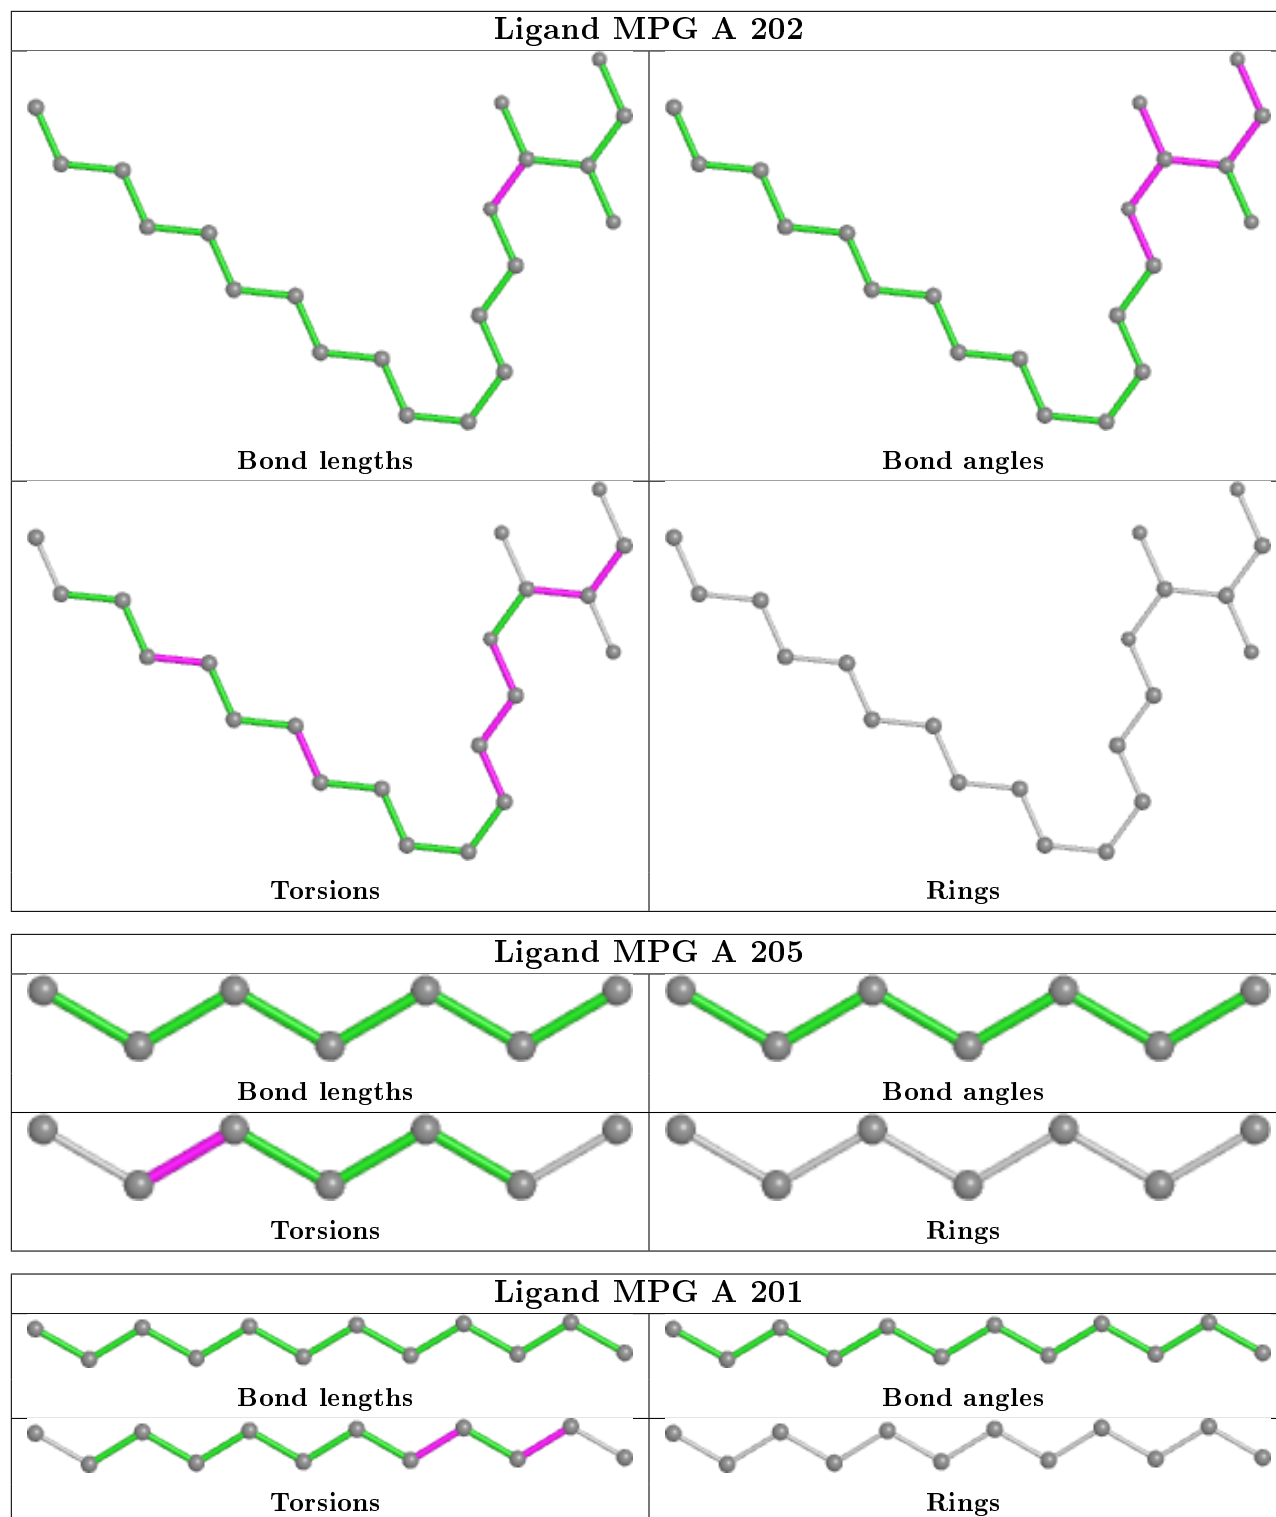 Ligand MPG A 202
Bond lengths
Bond angles
Torsions
Rings
Ligand MPG A 205
Bond lengths
Bond angles
Torsions
Rings
Ligand MPG A 201
Bond lengths
Bond angles
Torsions
Rings